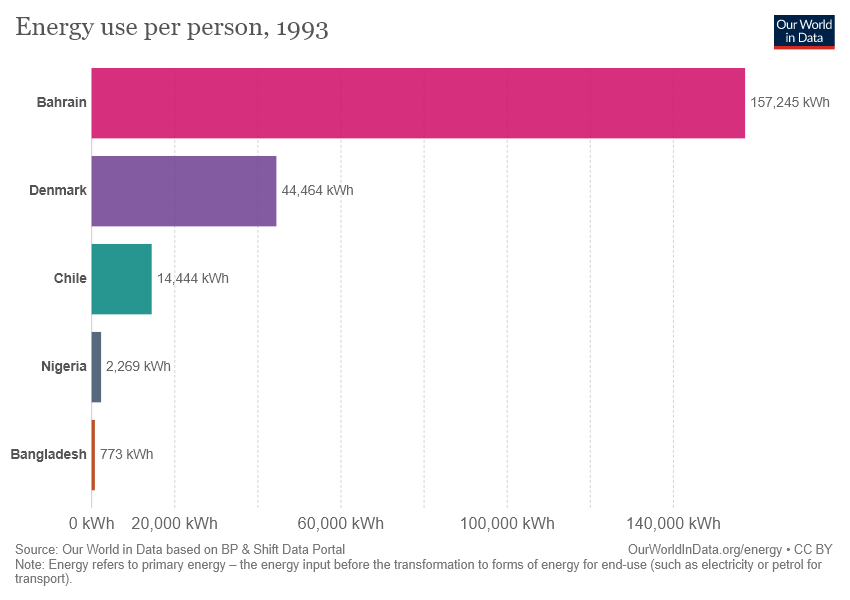 Energy use per person, 1993
Our World
in Data
Bahrain
157,245 kWh
Denmark
44,464 kWh
Chile
14,444 kWh
Nigeria
2,269 kWh
Bangladesh
773 kWh
0 kWh 20,000 kWh 60,000 kWh 100,000 kWh 140,000 kWh
Source: Our World in Data based on BP & Shift Data Portal
OurWorldInData.org/energy • CC BY
Note: Energy refers to primary energy – the energy input before the transformation to forms of energy for end-use (such as electricity or petrol for
transport).